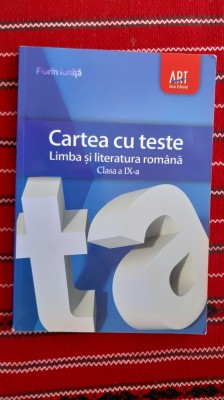 Florin Ioniță
ART
Cartea cu teste
Limba și literatura română
Clasa a IX-a
ta